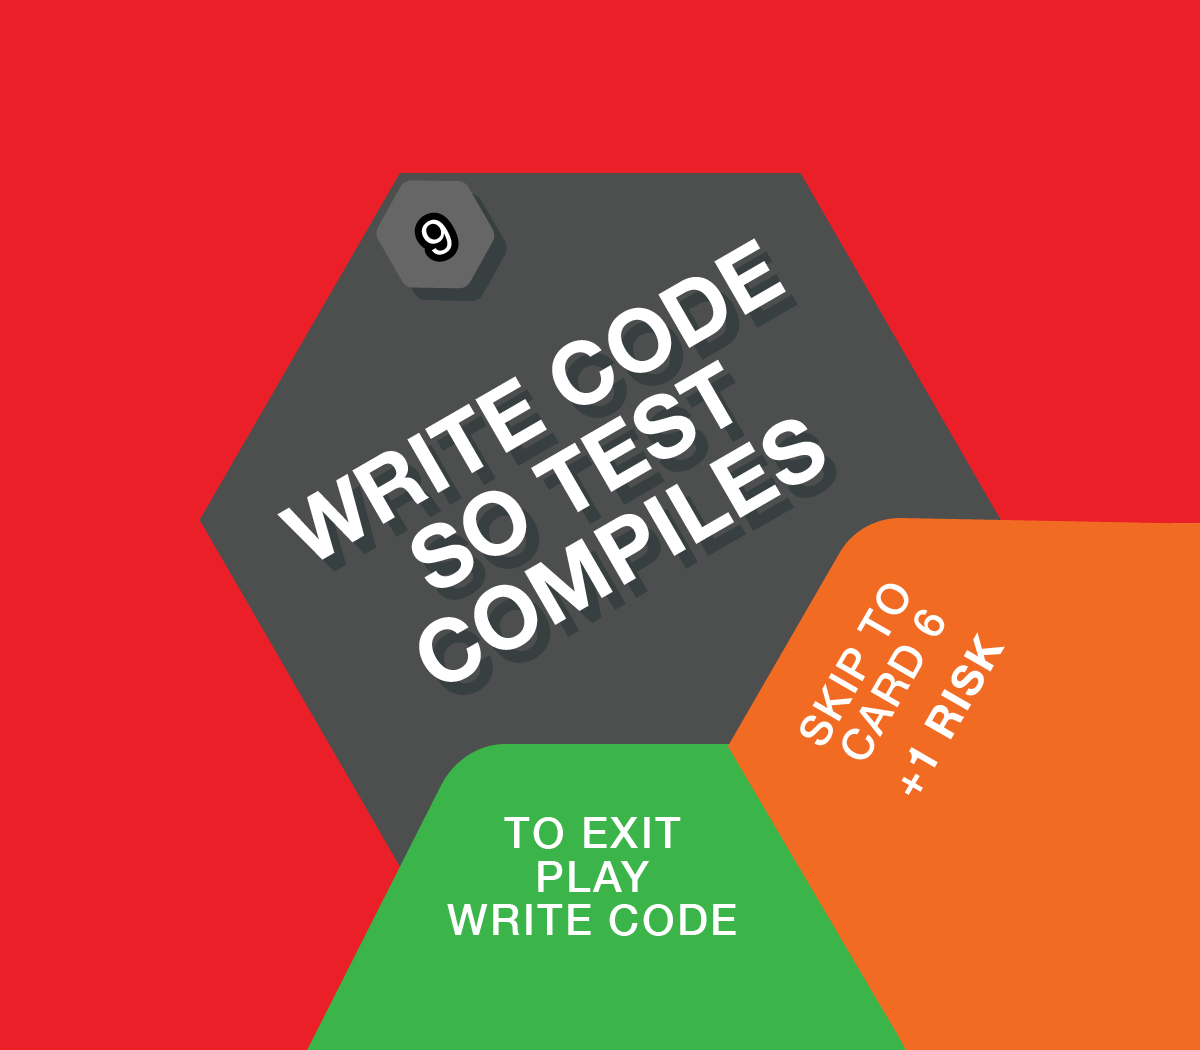 9
WRITE CODE
SO TEST
COMPILES
SKIP TO
CARD 6
+1 RISK
TO EXIT
PLAY
WRITE CODE